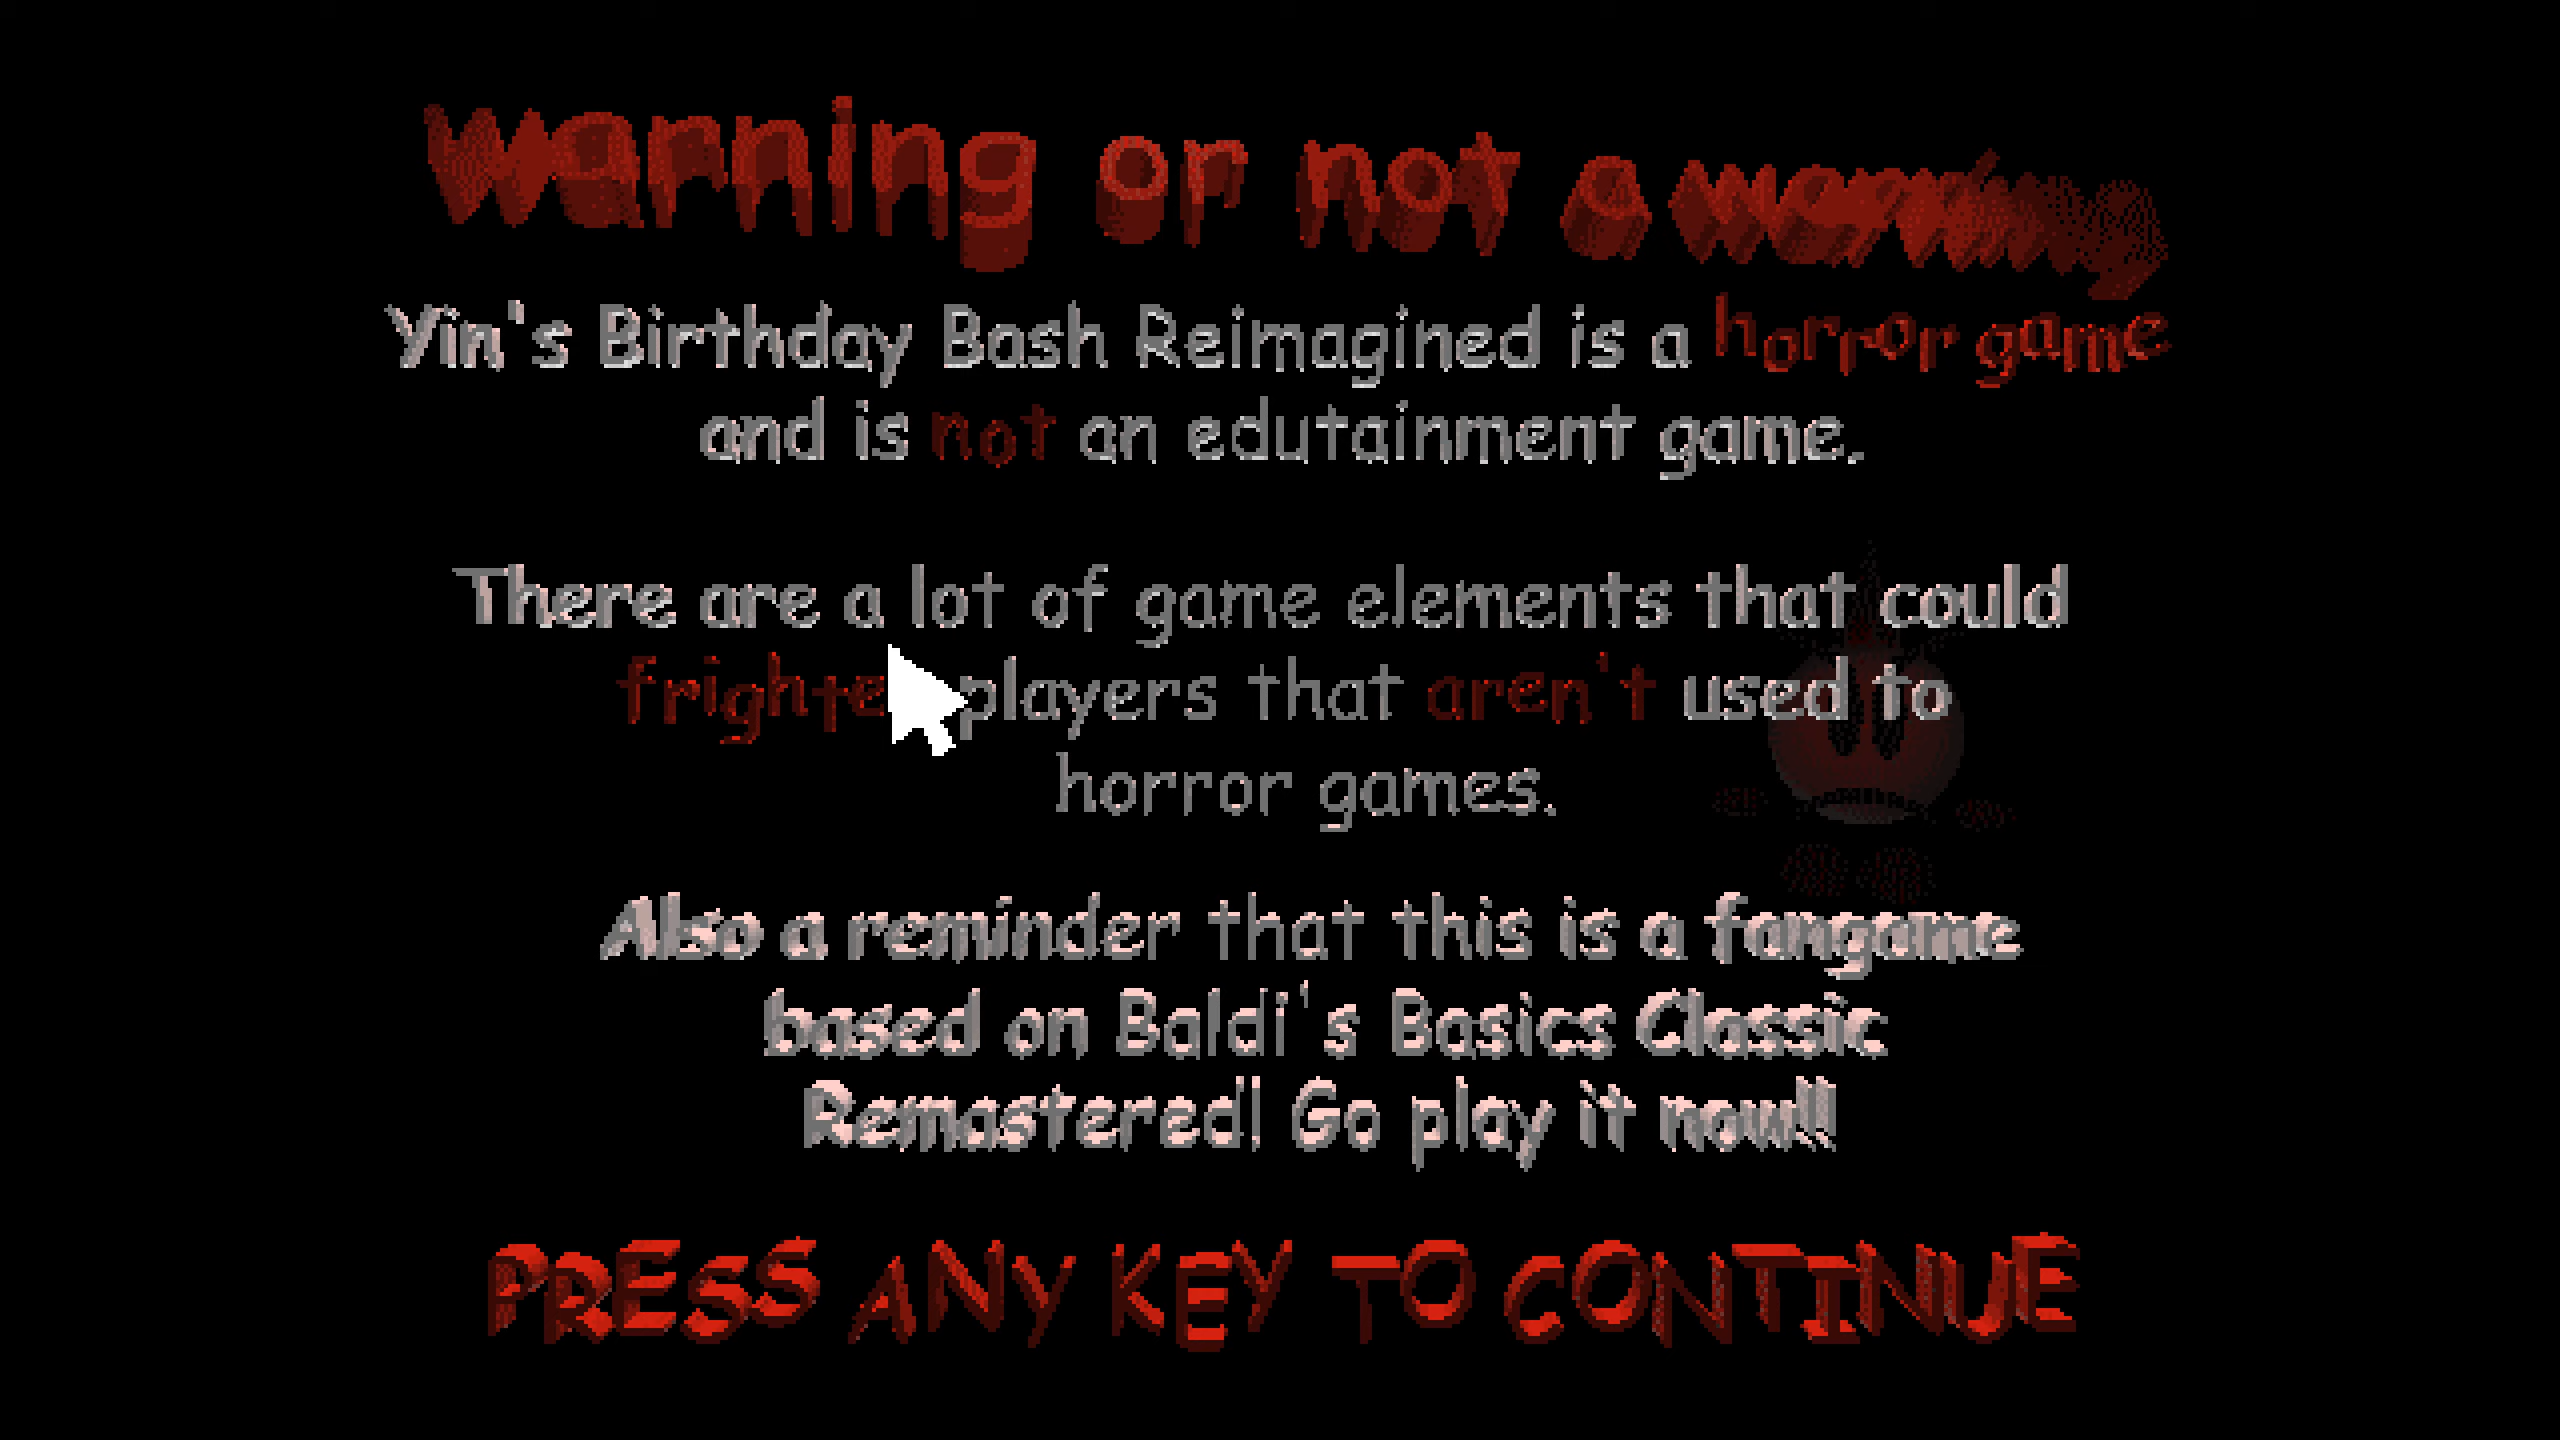 Warning or not a warning
Yin's Birthday Bash Reimagined is a horror game
and is not an edutainment game.
There are a lot of game elements that could
frighte players that aren't used to
horror games.
Also a reminder that this is a fangame
based on Baldi's Basics Classic
Remastered! Go play it now!!
PRESS ANY KEY TO CONTINUE